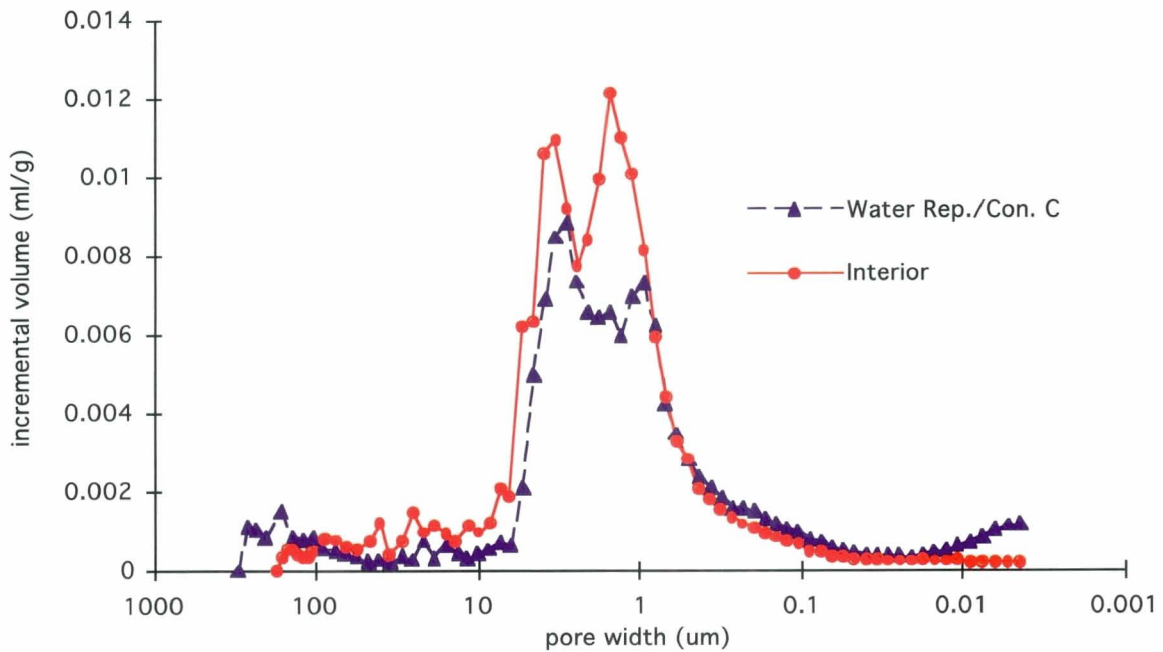 0.014
0.012
0.01
0.008
0.006
0.004
0.002
0
incremental volume (ml/g)
Water Rep./Con. C
Interior
1000 100 10 1 0.1 0.01 0.001
pore width (um)